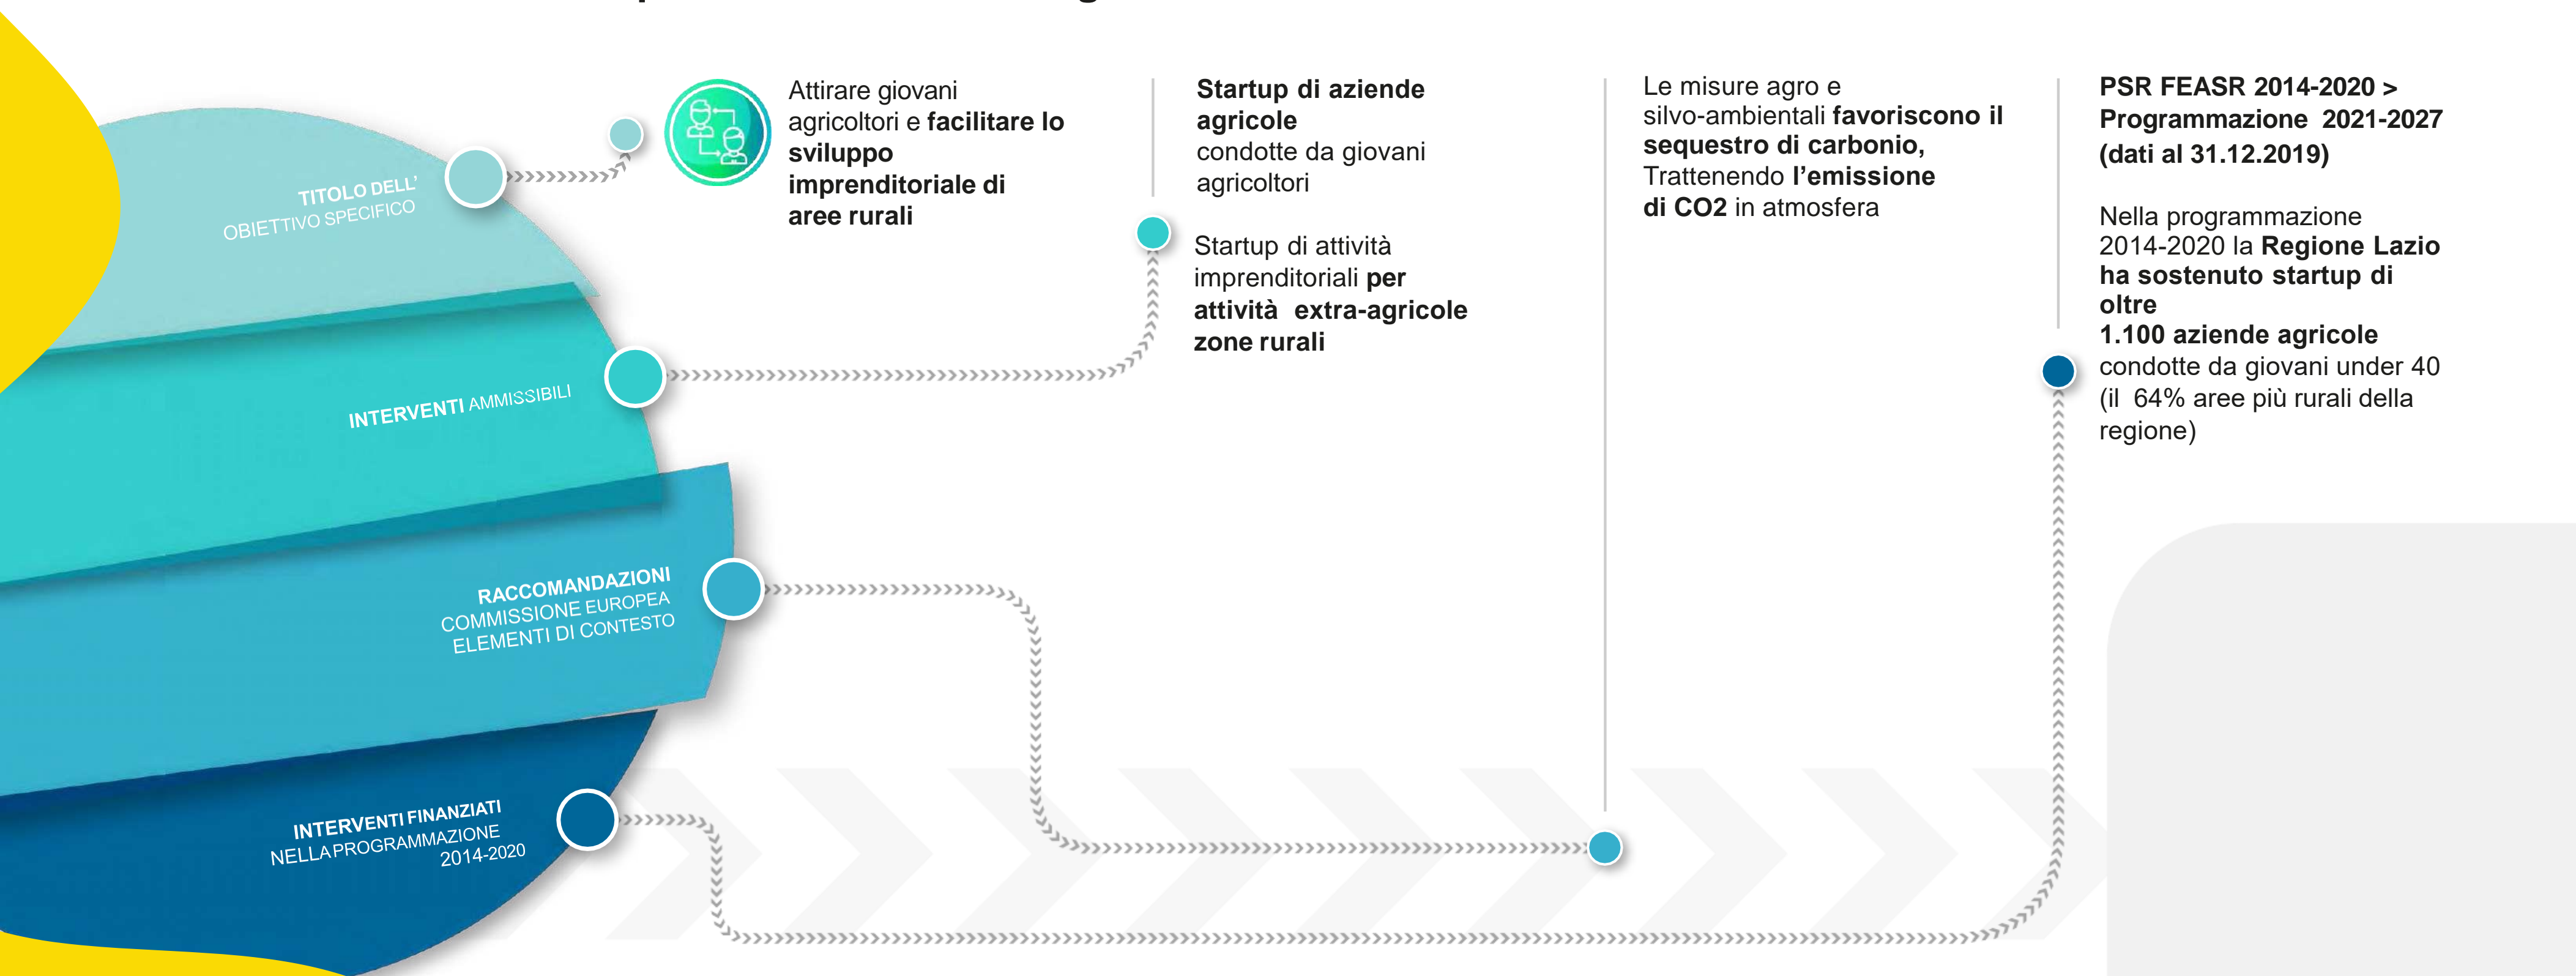 TITOLO DELL'
OBIETTIVO SPECIFICO
Attirare giovani
agricoltori e facilitare lo
sviluppo
imprenditoriale di
aree rurali
INTERVENTI AMMISSIBILI
Startup di aziende
agricole
condotte da giovani
agricoltori
Startup di attività
imprenditoriali per
attività extra-agricole
zone rurali
RACCOMANDAZIONI
COMMISSIONE EUROPEA
ELEMENTI DI CONTESTO
Le misure agro e
silvo-ambientali favoriscono il
sequestro di carbonio,
Trattenendo l’emissione
di CO2 in atmosfera
INTERVENTI FINANZIATI
NELLA PROGRAMMAZIONE
2014-2020
PSR FEASR 2014-2020 >
Programmazione 2021-2027
(dati al 31.12.2019)
Nella programmazione
2014-2020 la Regione Lazio
ha sostenuto startup di
oltre
1.100 aziende agricole
condotte da giovani under 40
(il 64% aree più rurali della
regione)